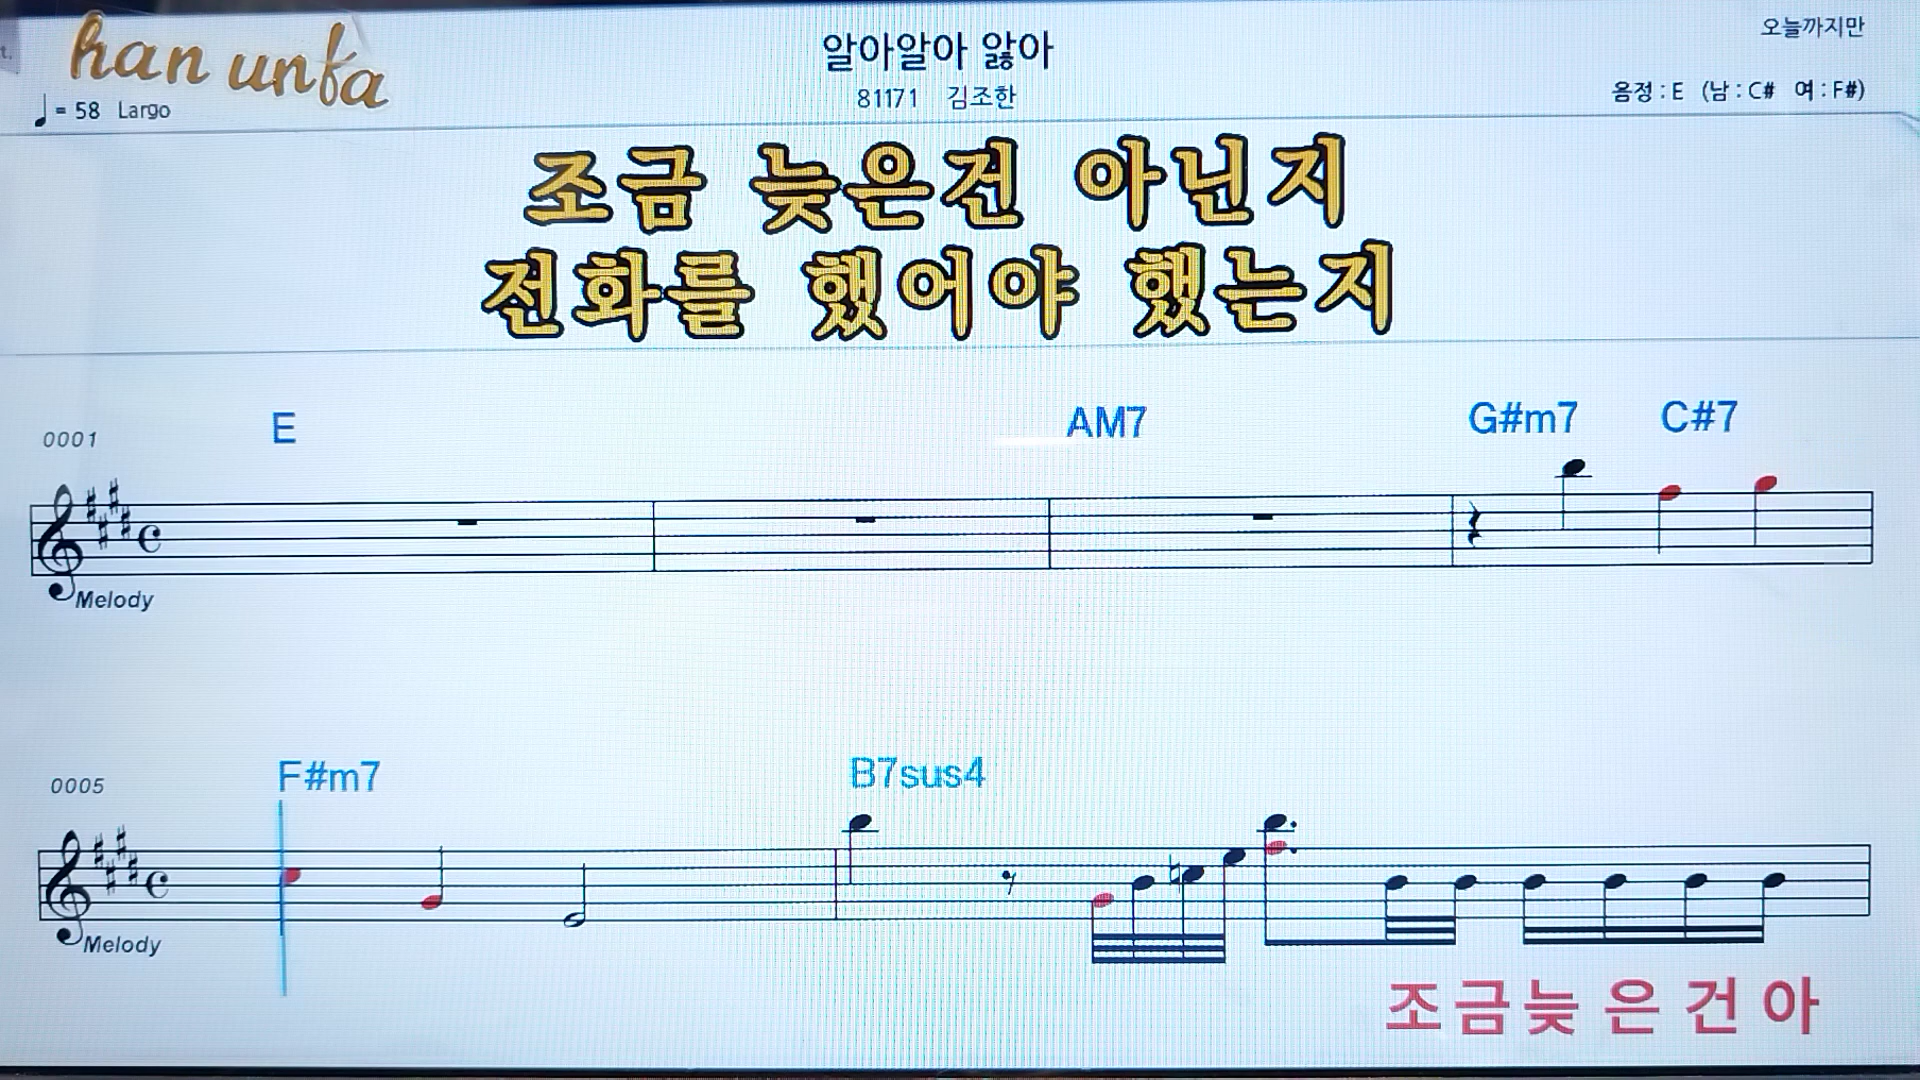 han unfa
♩ = 58 Largo
알아알아 앓아
81171 김조한
오늘까지만
음정 : E (남 : C# 여 : F#)
조금 늦은건 아닌지
전화를 했어야 했는지
E AM7 G#m7 C#7
0001
Melody
F#m7 B7sus4
0005
Melody
조금늦은건아